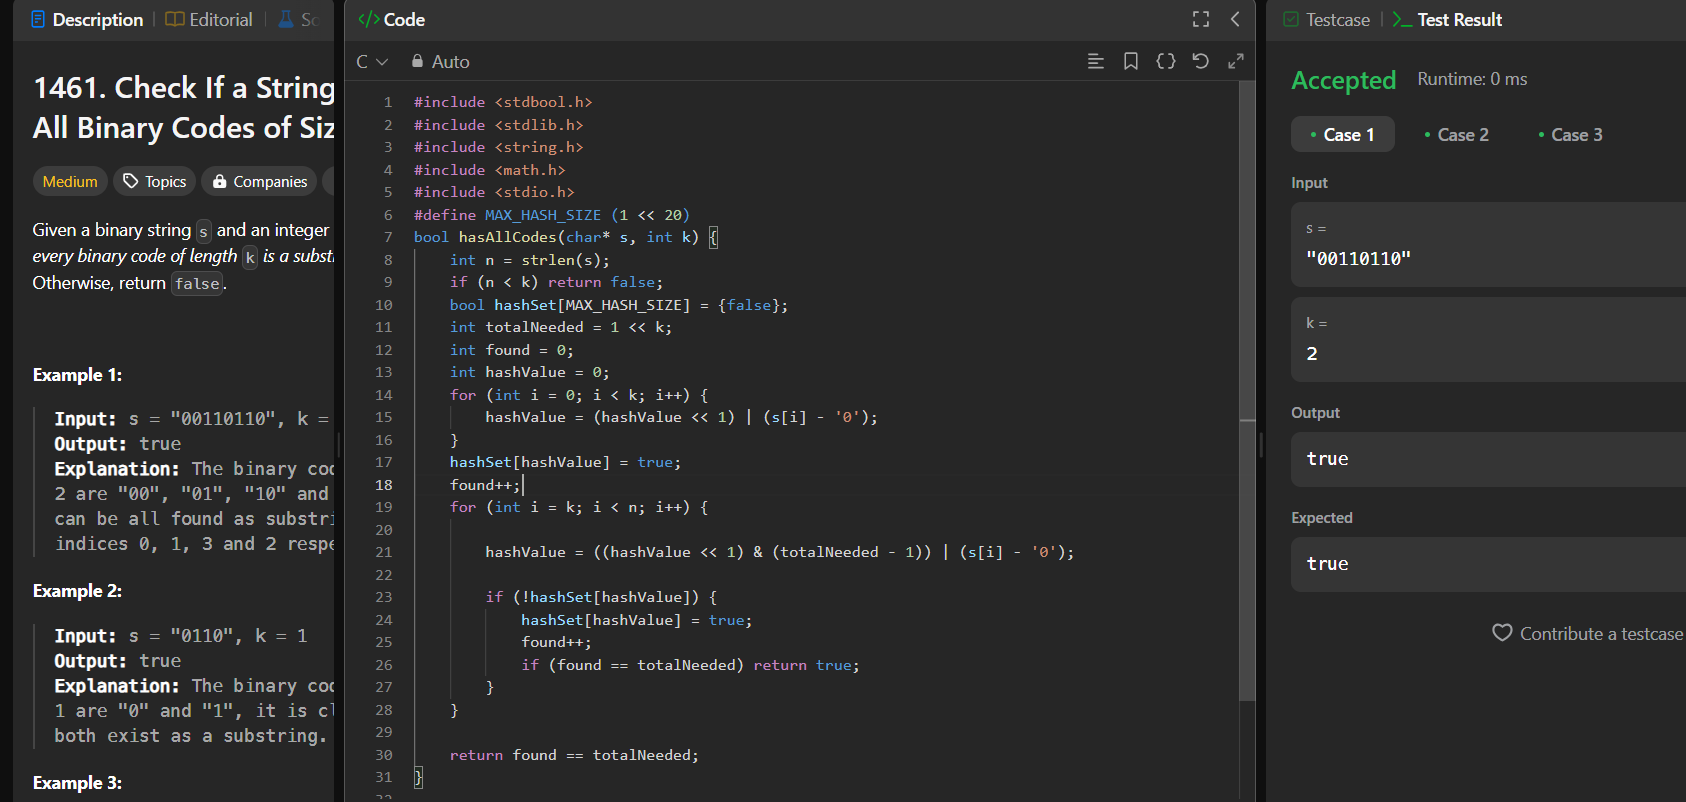 Description | Editorial | So
1461. Check If a String
All Binary Codes of Siz
Medium Topics Companies
Given a binary string s and an integer
every binary code of length k is a subst
Otherwise, return false.
Example 1:
Input: s = "00110110", k =
Output: true
Explanation: The binary cod
2 are "00", "01", "10" and
can be all found as substri
indices 0, 1, 3 and 2 respe
Example 2:
Input: s = "0110", k = 1
Output: true
Explanation: The binary cod
1 are "0" and "1", it is cl
both exist as a substring.
Example 3:
</> Code
C Auto
1 #include <stdbool.h>
2 #include <stdlib.h>
3 #include <string.h>
4 #include <math.h>
5 #include <stdio.h>
6 #define MAX_HASH_SIZE (1 << 20)
7 bool hasAllCodes(char* s, int k) {
8 int n = strlen(s);
9 if (n < k) return false;
10 bool hashSet[MAX_HASH_SIZE] = {false};
11 int totalNeeded = 1 << k;
12 int found = 0;
13 int hashValue = 0;
14 for (int i = 0; i < k; i++) {
15 hashValue = (hashValue << 1) | (s[i] - '0');
16 }
17 hashSet[hashValue] = true;
18 found++;
19 for (int i = k; i < n; i++) {
20
21 hashValue = ((hashValue << 1) & (totalNeeded - 1)) | (s[i] - '0');
22
23 if (!hashSet[hashValue]) {
24 hashSet[hashValue] = true;
25 found++;
26 if (found == totalNeeded) return true;
27 }
28 }
29
30 return found == totalNeeded;
31 }
Testcase | >_ Test Result
Accepted Runtime: 0 ms
• Case 1 • Case 2 • Case 3
Input
s =
"00110110"
k =
2
Output
true
Expected
true
Contribute a testcase